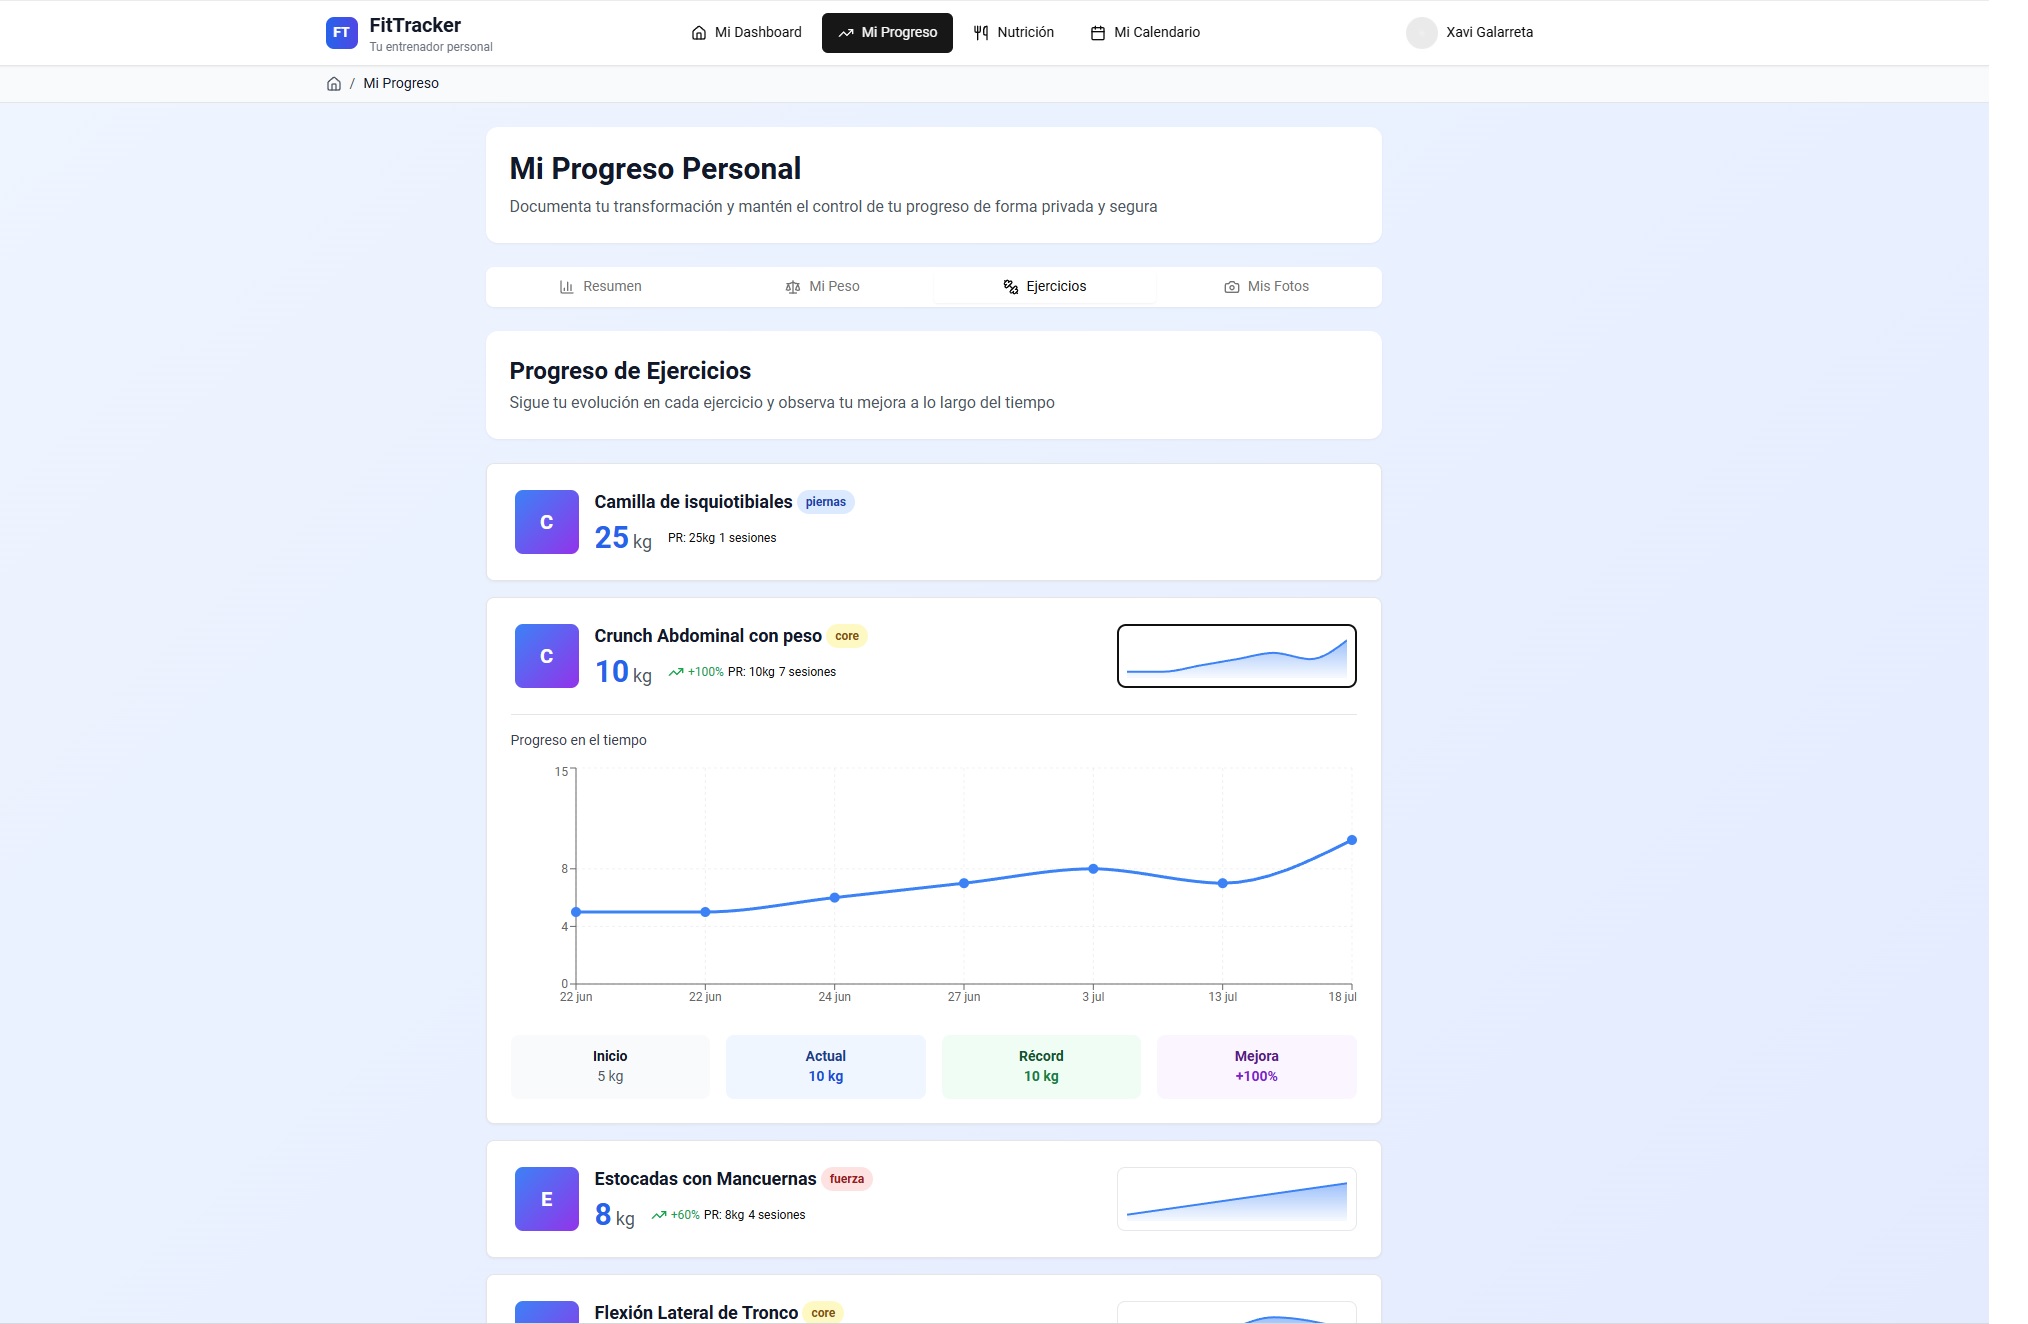 FT
FitTracker
Tu entrenador personal
Mi Dashboard
Mi Progreso
Nutrición
Mi Calendario
Xavi Galarreta
/ Mi Progreso
Mi Progreso Personal
Documenta tu transformación y mantén el control de tu progreso de forma privada y segura
Resumen
Mi Peso
Ejercicios
Mis Fotos
Progreso de Ejercicios
Sigue tu evolución en cada ejercicio y observa tu mejora a lo largo del tiempo
C
Camilla de isquiotibiales piernas
25 kg PR: 25kg 1 sesiones
C
Crunch Abdominal con peso core
10 kg +100% PR: 10kg 7 sesiones
Progreso en el tiempo
15
8
4
0
22 jun 22 jun 24 jun 27 jun 3 jul 13 jul 18 jul
Inicio
5 kg
Actual
10 kg
Récord
10 kg
Mejora
+100%
E
Estocadas con Mancuernas fuerza
8 kg +60% PR: 8kg 4 sesiones
Flexión Lateral de Tronco core